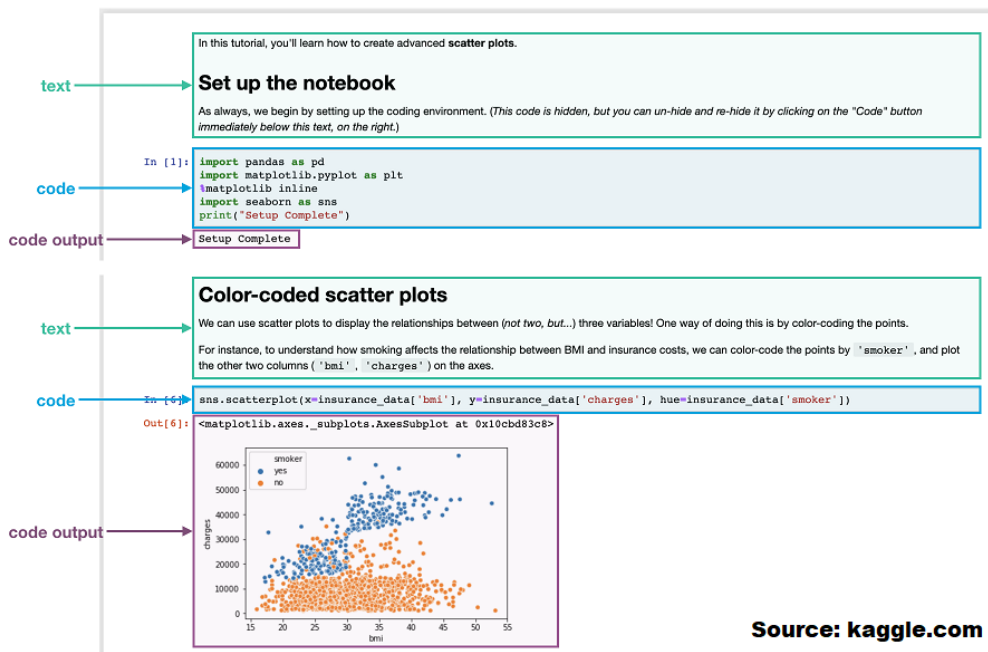 In this tutorial, you'll learn how to create advanced scatter plots.
text
Set up the notebook
As always, we begin by setting up the coding environment. (This code is hidden, but you can un-hide and re-hide it by clicking on the "Code" button
immediately below this text, on the right.)
In [1]:
import pandas as pd
import matplotlib.pyplot as plt
code
%matplotlib inline
import seaborn as sns
print("Setup Complete")
code output
Setup Complete
Color-coded scatter plots
text
We can use scatter plots to display the relationships between (not two, but...) three variables! One way of doing this is by color-coding the points.
For instance, to understand how smoking affects the relationship between BMI and insurance costs, we can color-code the points by 'smoker', and plot
the other two columns ('bmi', 'charges') on the axes.
code
In [6]:
sns.scatterplot(x=insurance_data['bmi'], y=insurance_data['charges'], hue=insurance_data['smoker'])
Out[6]:
<matplotlib.axes._subplots.AxesSubplot at 0x10cbd83c8>
code output
smoker
yes
no
charges
60000
50000
40000
30000
20000
10000
0
15 20 25 30 35 40 45 50 55
bmi
Source: kaggle.com